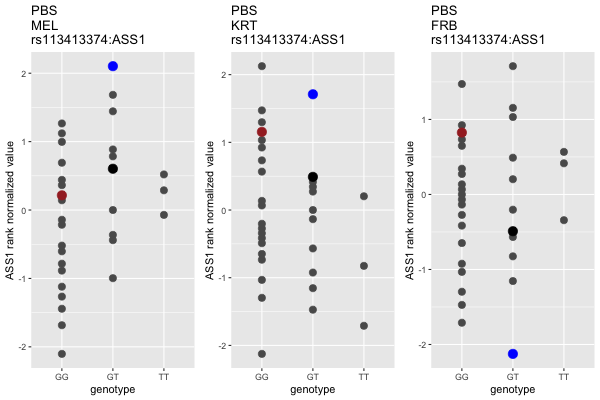 PBS
MEL
rs113413374:ASS1
ASS1 rank normalized value
2
1
0
-1
-2
GG
GT
TT
genotype
PBS
KRT
rs113413374:ASS1
ASS1 rank normalized value
2
1
0
-1
-2
GG
GT
TT
genotype
PBS
FRB
rs113413374:ASS1
ASS1 rank normalized value
1
0
-1
-2
GG
GT
TT
genotype